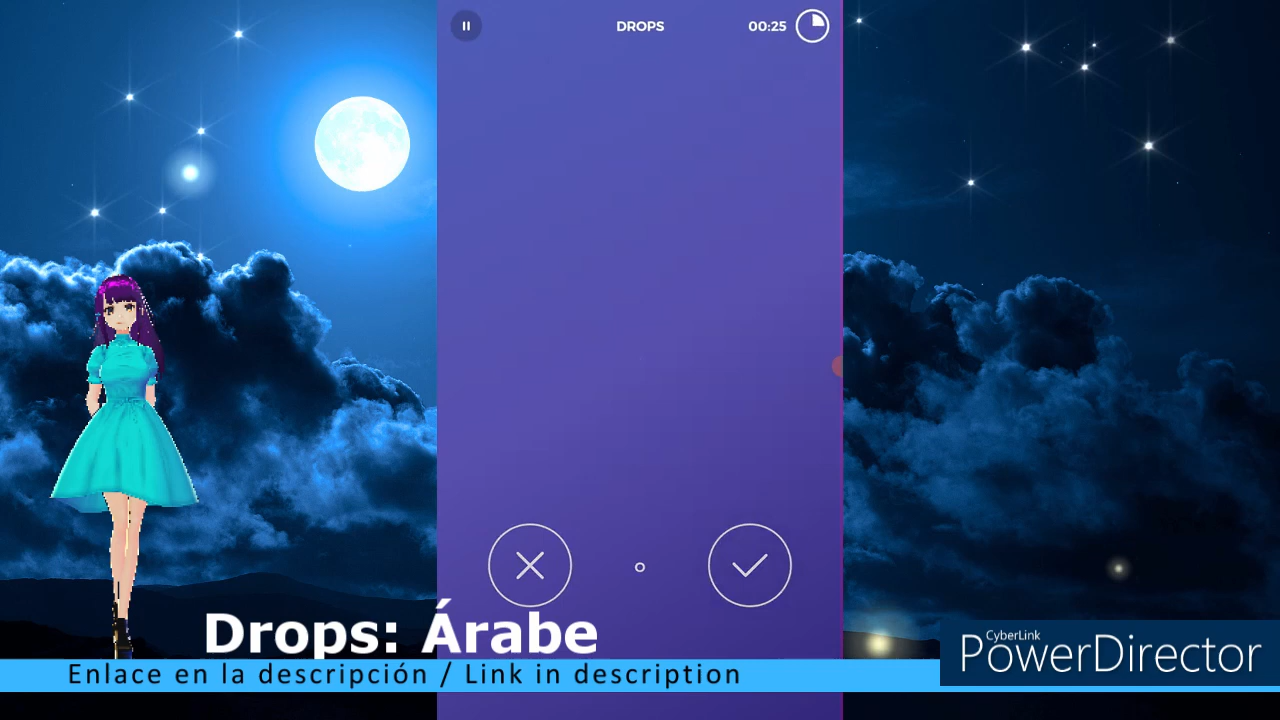 DROPS
00:25
Drops: Árabe
Enlace en la descripción / Link in description
CyberLink
PowerDirector